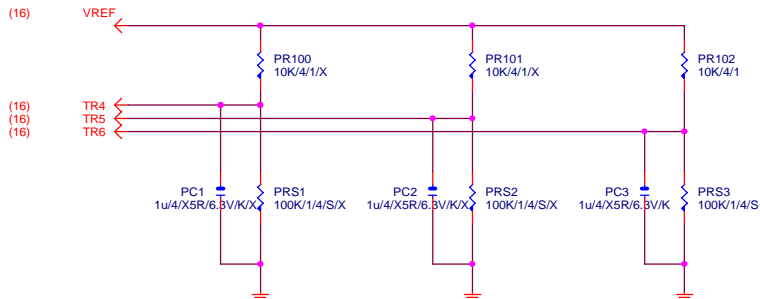 (16) VREF
PR100
10K/4/1/X
PR101
10K/4/1/X
PR102
10K/4/1
(16) TR4
(16) TR5
(16) TR6
PC1
1u/4/X5R/6.3V/K/X
PRS1
100K/1/4/S/X
PC2
1u/4/X5R/6.3V/K/X
PRS2
100K/1/4/S/X
PC3
1u/4/X5R/6.3V/K
PRS3
100K/1/4/S